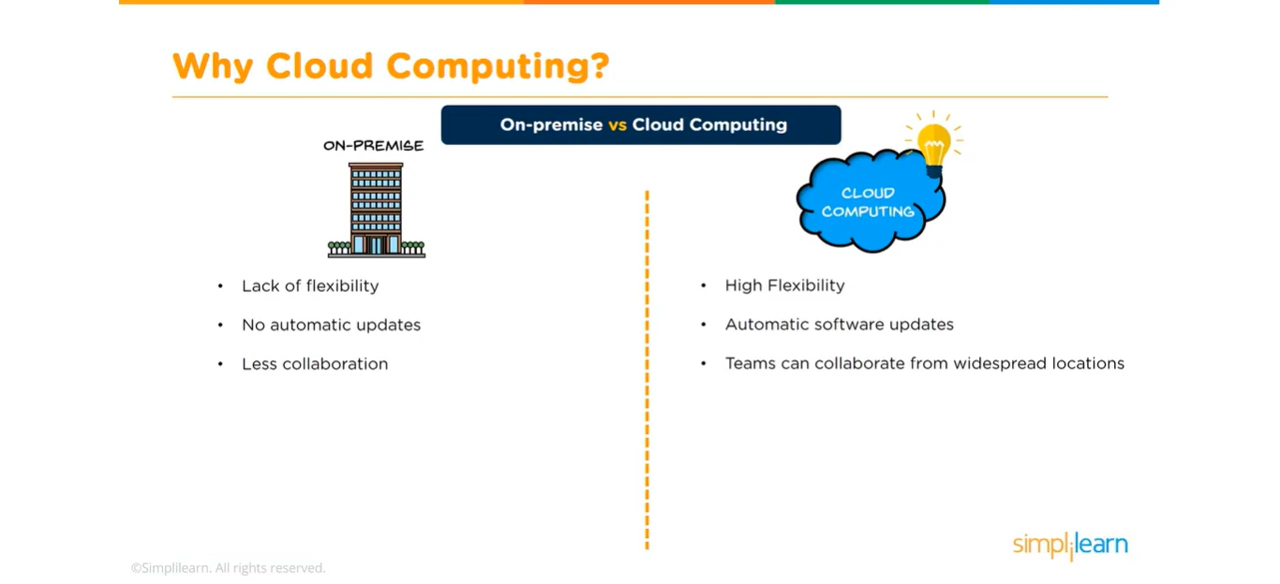 Why Cloud Computing?
On-premise vs Cloud Computing
ON-PREMISE
CLOUD
COMPUTING
• Lack of flexibility
• No automatic updates
• Less collaboration
• High Flexibility
• Automatic software updates
• Teams can collaborate from widespread locations
simplilearn
©Simplilearn. All rights reserved.